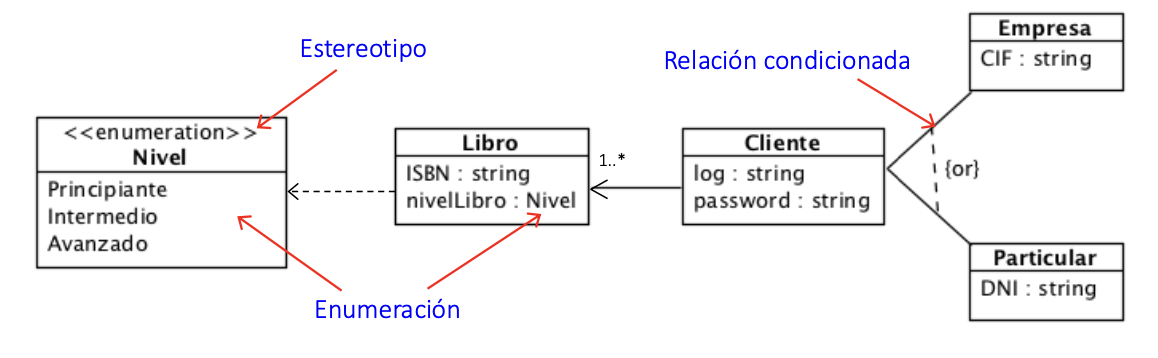 Estereotipo
<<enumeration>>
Nivel
Principiante
Intermedio
Avanzado
Enumeración
Libro
ISBN : string
nivelLibro : Nivel
1..*
Cliente
log : string
password : string
Relación condicionada
{or}
Empresa
CIF : string
Particular
DNI : string